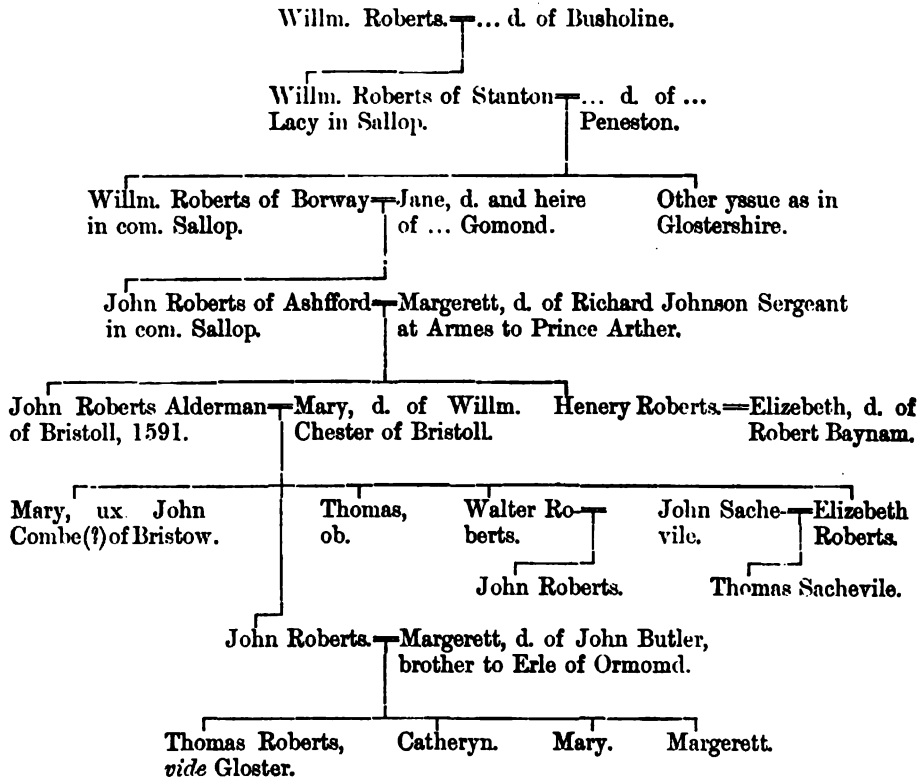 Willm. Roberts. ... d. of Busholine.
Willm. Roberts of Stanton ... d. of ...
Lacy in Sallop. Peneston.
Willm. Roberts of Borway Jane, d. and heire Other yssue as in
in com. Sallop. of ... Gomond. Glostershire.
John Roberts of Ashfford Margerett, d. of Richard Johnson Sergeant
in com. Sallop. at Armes to Prince Arther.
John Roberts Alderman Mary, d. of Willm. Henery Roberts. Elizebeth, d. of
of Bristoll, 1591. Chester of Bristoll. Robert Baynam.
Mary, ux John Thomas, Walter Ro- John Sache- Elizebeth
Combe(?) of Bristow. ob. berts. vile. Roberts.
John Roberts. Thomas Sachevile.
John Roberts. Margerett, d. of John Butler,
brother to Erle of Ormomd.
Thomas Roberts, Catheryn. Mary. Margerett.
vide Gloster.